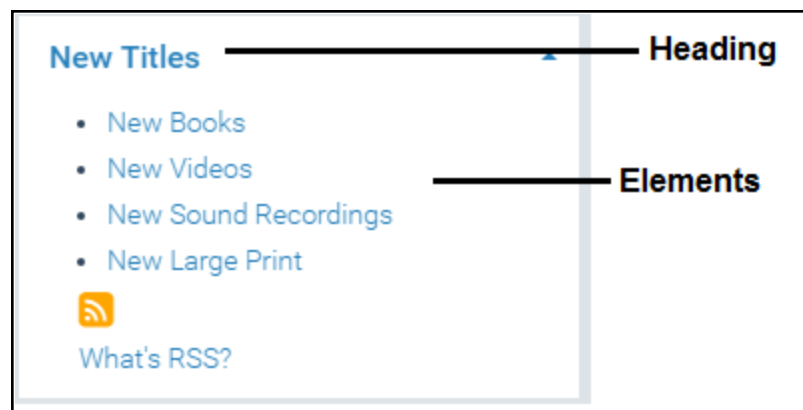 New Titles
Heading
New Books
New Videos
Elements
New Sound Recordings
New Large Print
What's RSS?